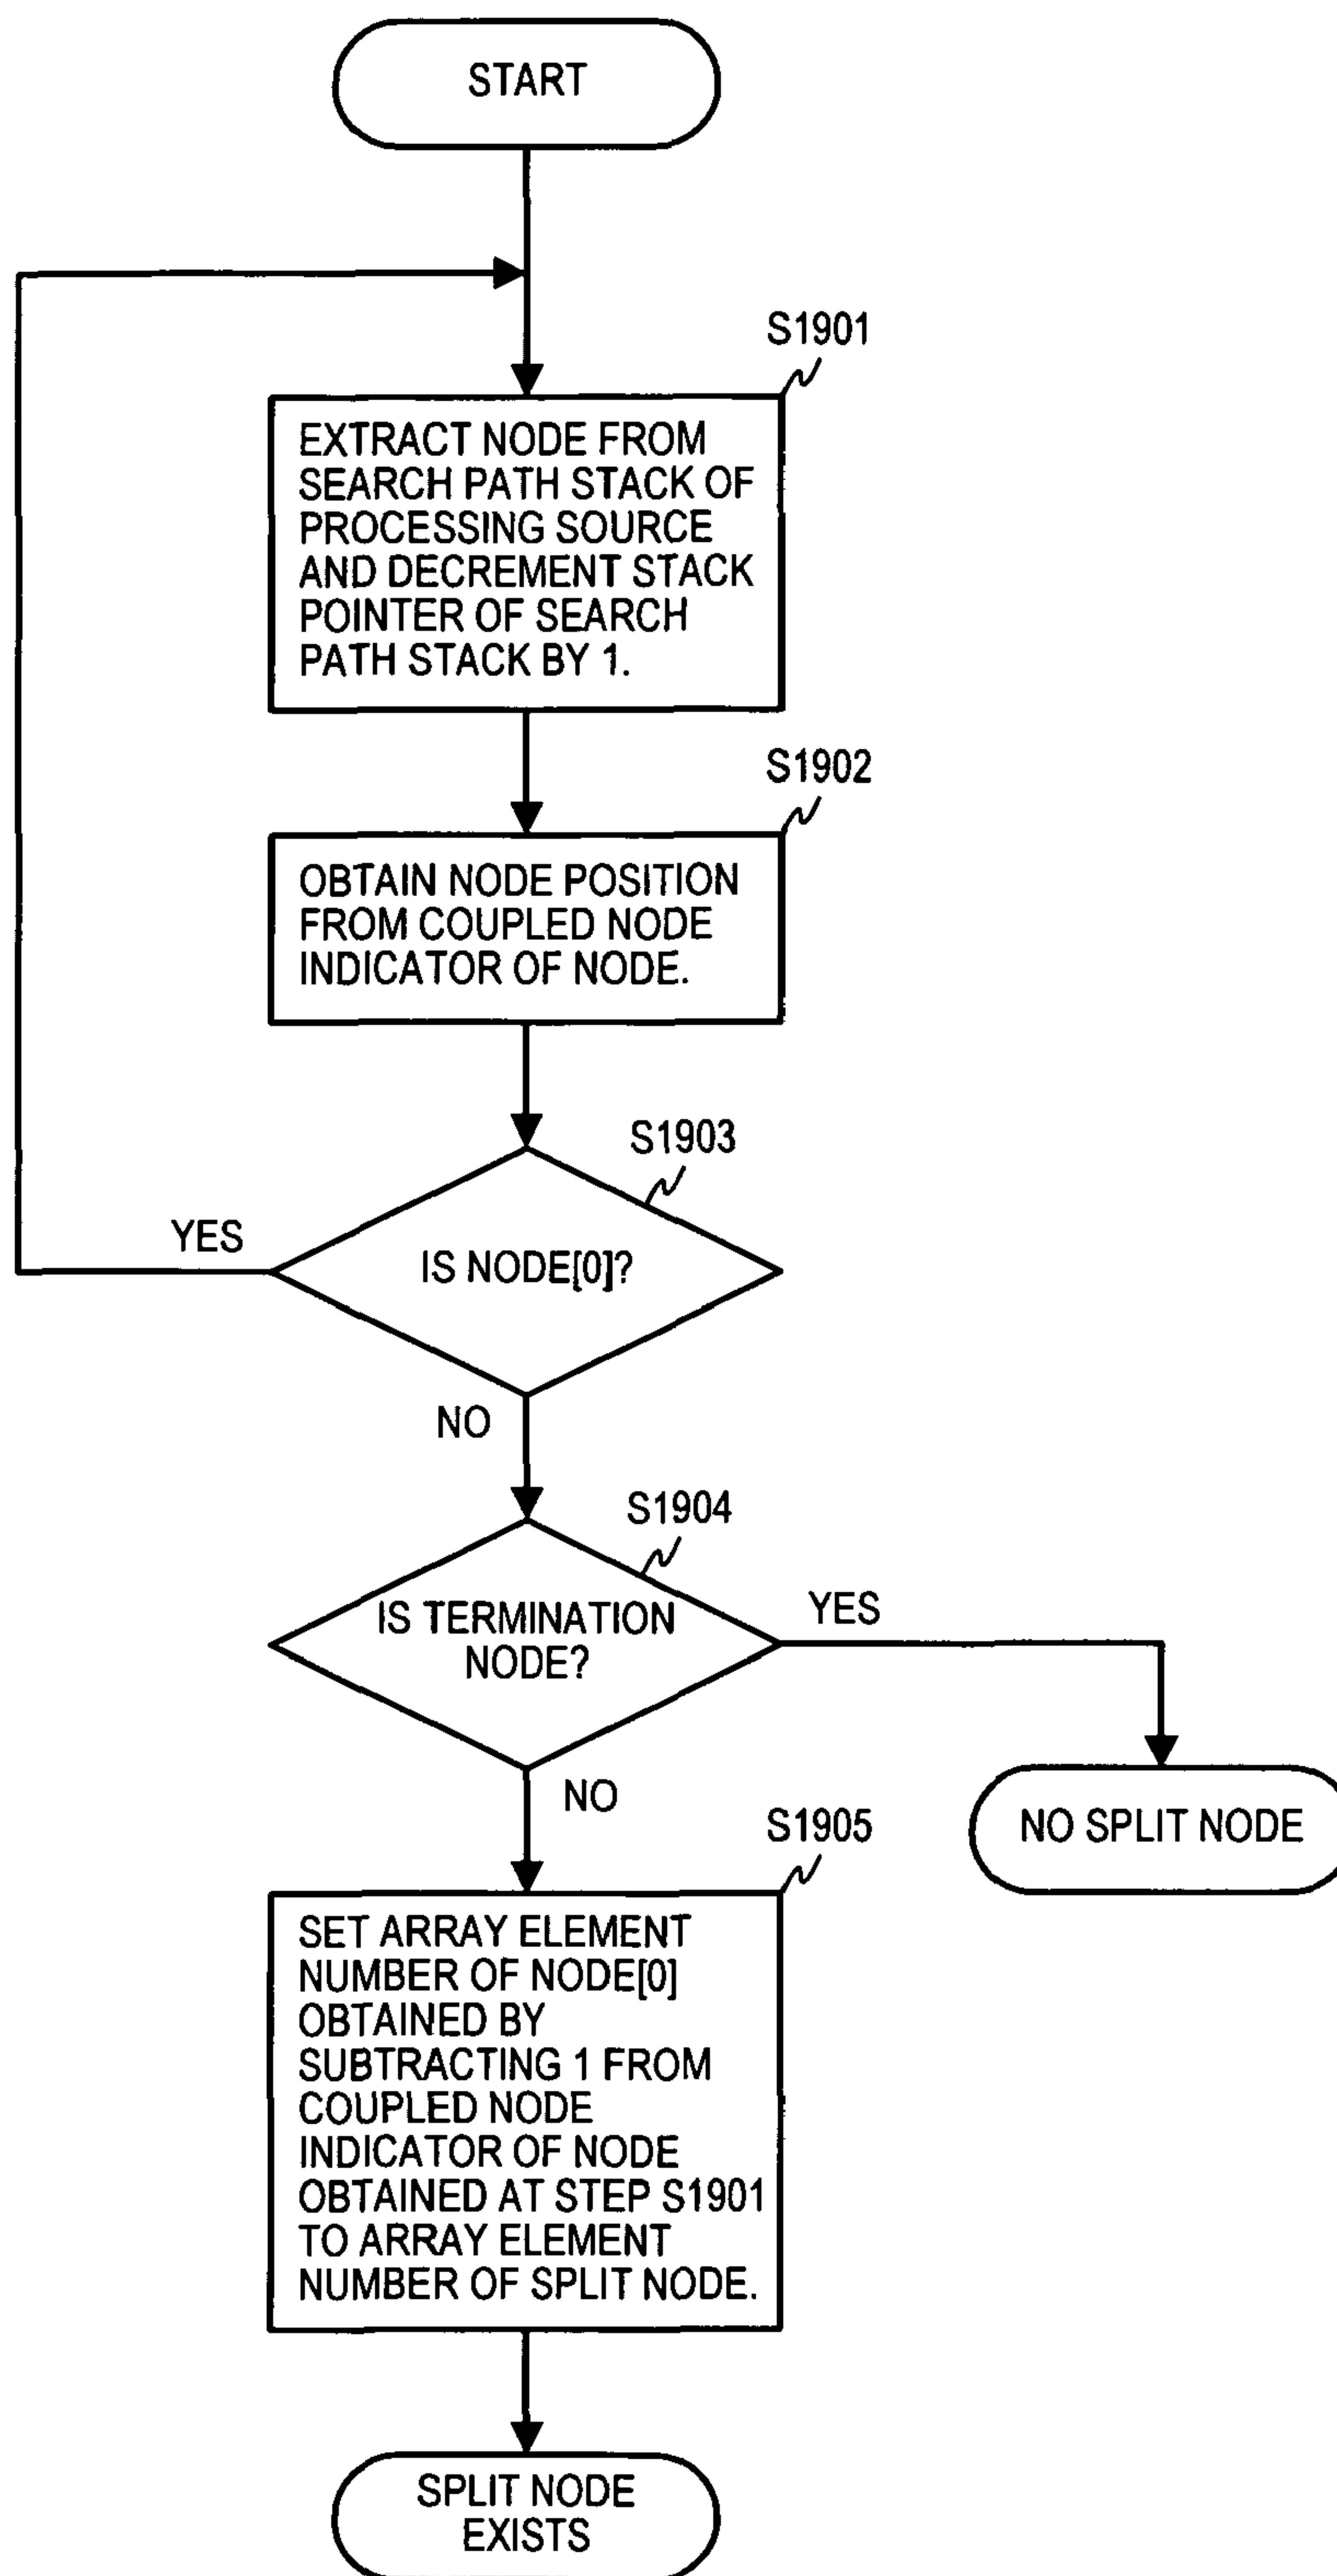 START
S1901
EXTRACT NODE FROM
SEARCH PATH STACK OF
PROCESSING SOURCE
AND DECREMENT STACK
POINTER OF SEARCH
PATH STACK BY 1.
S1902
OBTAIN NODE POSITION
FROM COUPLED NODE
INDICATOR OF NODE.
S1903
YES
IS NODE[0]?
NO
S1904
IS TERMINATION
NODE?
YES
NO
NO SPLIT NODE
S1905
SET ARRAY ELEMENT
NUMBER OF NODE[0]
OBTAINED BY
SUBTRACTING 1 FROM
COUPLED NODE
INDICATOR OF NODE
OBTAINED AT STEP S1901
TO ARRAY ELEMENT
NUMBER OF SPLIT NODE.
SPLIT NODE
EXISTS